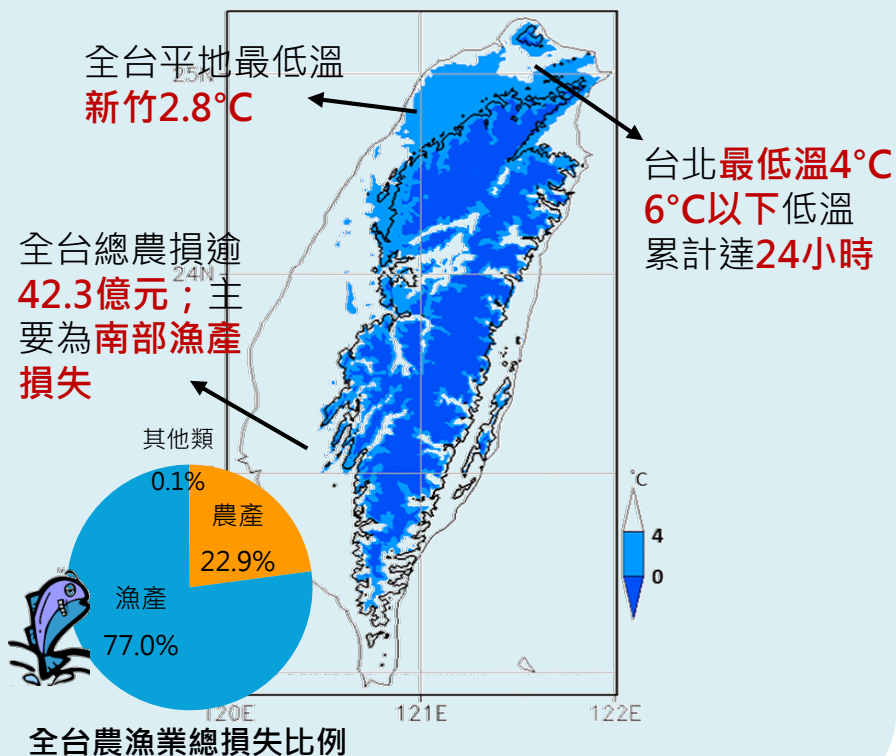 全台平地最低溫
新竹2.8°C
25N
台北最低溫4°C
6°C以下低溫
累計達24小時
全台總農損逾
42.3億元；主
要為南部漁產
損失
24N
其他類
0.1%
農產
22.9%
漁產
77.0%
°C
4
0
120E
121E
122E
全台農漁業總損失比例